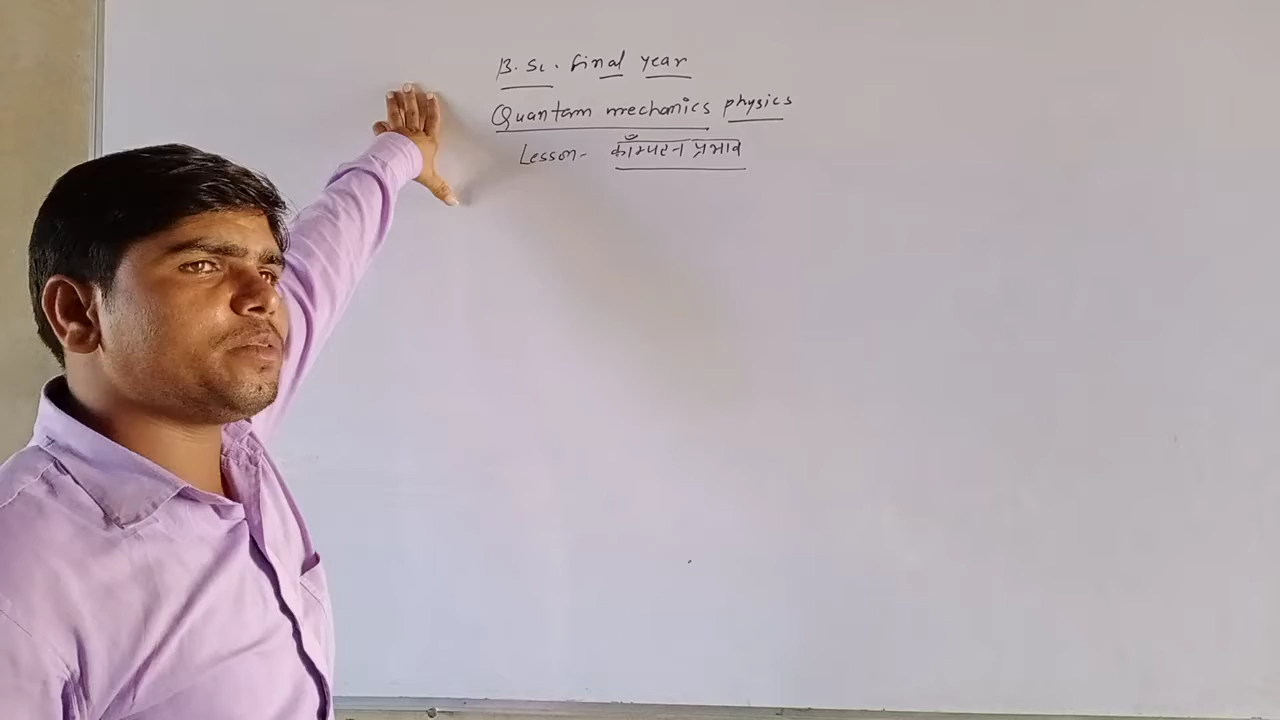 B. Sc. final year
Quantam mechanics physics
Lesson- कॉम्पटन प्रभाव